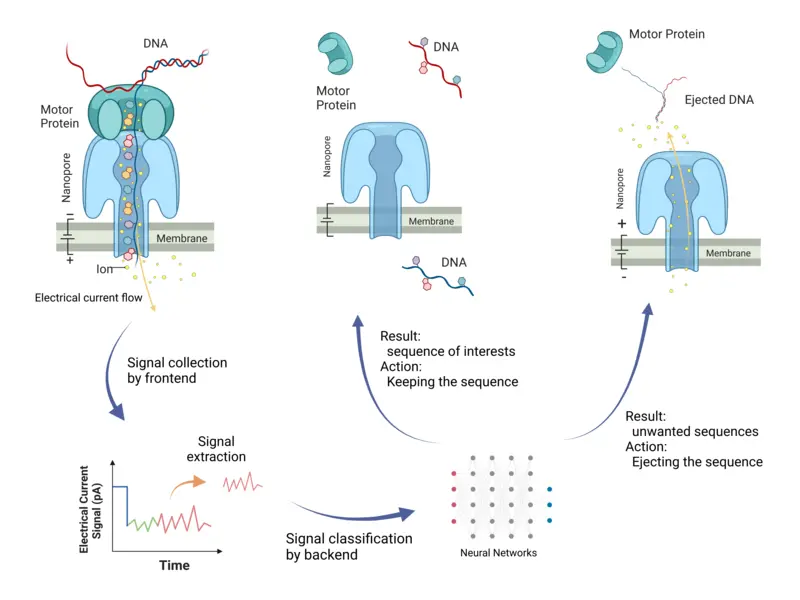 DNA
Motor
Protein
Nanopore
-
+
Membrane
Ion
Electrical current flow
Motor
Protein
DNA
Nanopore
Membrane
DNA
Motor Protein
Ejected DNA
Nanopore
+
-
Membrane
Signal collection
by frontend
Result:
sequence of interests
Action:
Keeping the sequence
Result:
unwanted sequences
Action:
Ejecting the sequence
Signal
extraction
Electrical Current
Signal (pA)
Time
Signal classification
by backend
Neural Networks